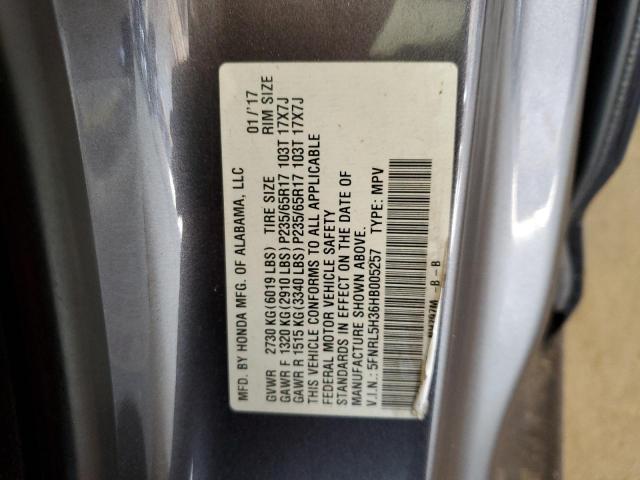 MFD. BY HONDA MFG. OF ALABAMA, LLC 01/'17
GVWR 2730 KG (6019 LBS) TIRE SIZE RIM SIZE
GAWR F 1320 KG (2910 LBS) P235/65R17 103T 17X7J
GAWR R 1515 KG (3340 LBS) P235/65R17 103T 17X7J
THIS VEHICLE CONFORMS TO ALL APPLICABLE
FEDERAL MOTOR VEHICLE SAFETY
STANDARDS IN EFFECT ON THE DATE OF
MANUFACTURE SHOWN ABOVE.
V.I.N.: 5FNRL5H36HB005257 TYPE: MPV
-B-B